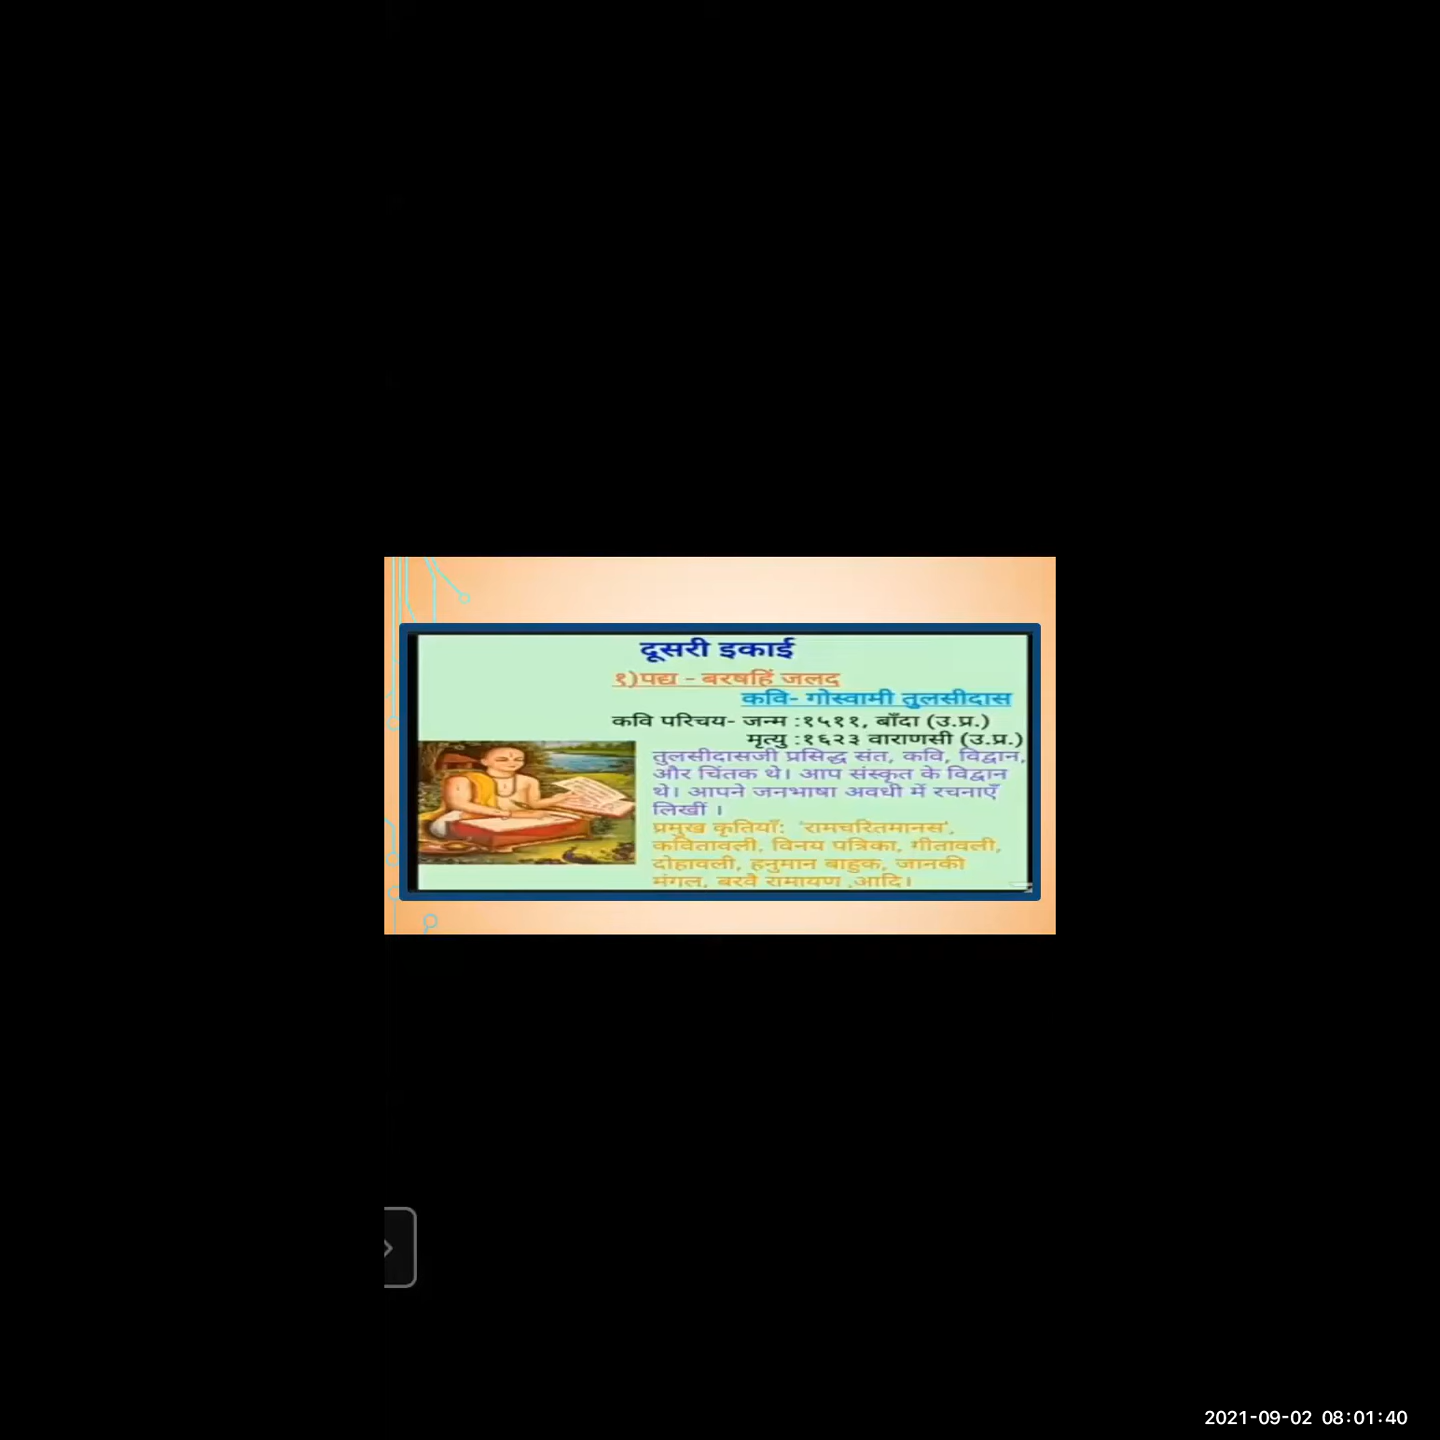 दूसरी इकाई
१)पद्य - बरषहिं जलद
कवि- गोस्वामी तुलसीदास
कवि परिचय- जन्म :१५११, बाँदा (उ.प्र.)
मृत्यु :१६२३ वाराणसी (उ.प्र.)
तुलसीदासजी प्रसिद्ध संत, कवि, विद्वान,
और चिंतक थे। आप संस्कृत के विद्वान
थे। आपने जनभाषा अवधी में रचनाएँ
लिखीं ।
प्रमुख कृतियाँ: 'रामचरितमानस',
कवितावली, विनय पत्रिका, गीतावली,
दोहावली, हनुमान बाहुक, जानकी
मंगल, बरवै रामायण ,आदि।
2021-09-02 08:01:40